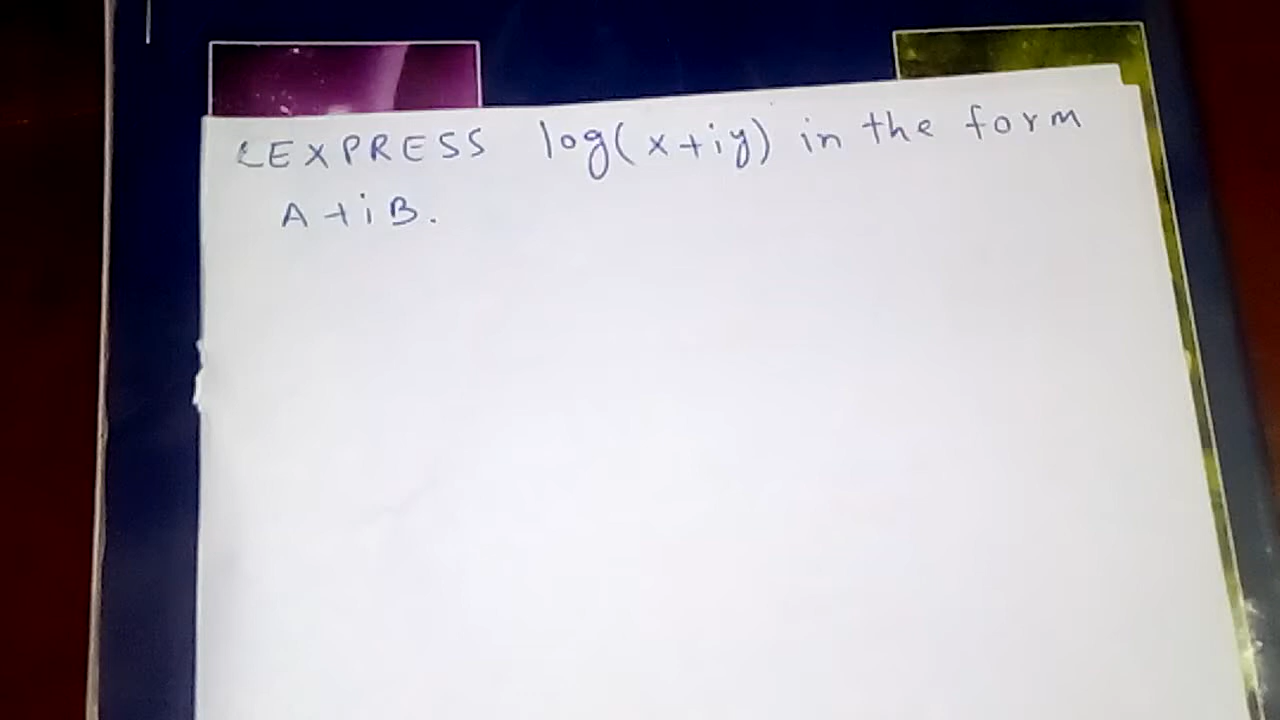 EXPRESS log(x+iy) in the form
A+iB.